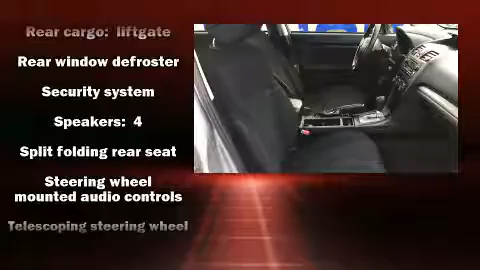 Rear cargo: liftgate
Rear window defroster
Security system
Speakers: 4
Split folding rear seat
Steering wheel
mounted audio controls
Telescoping steering wheel